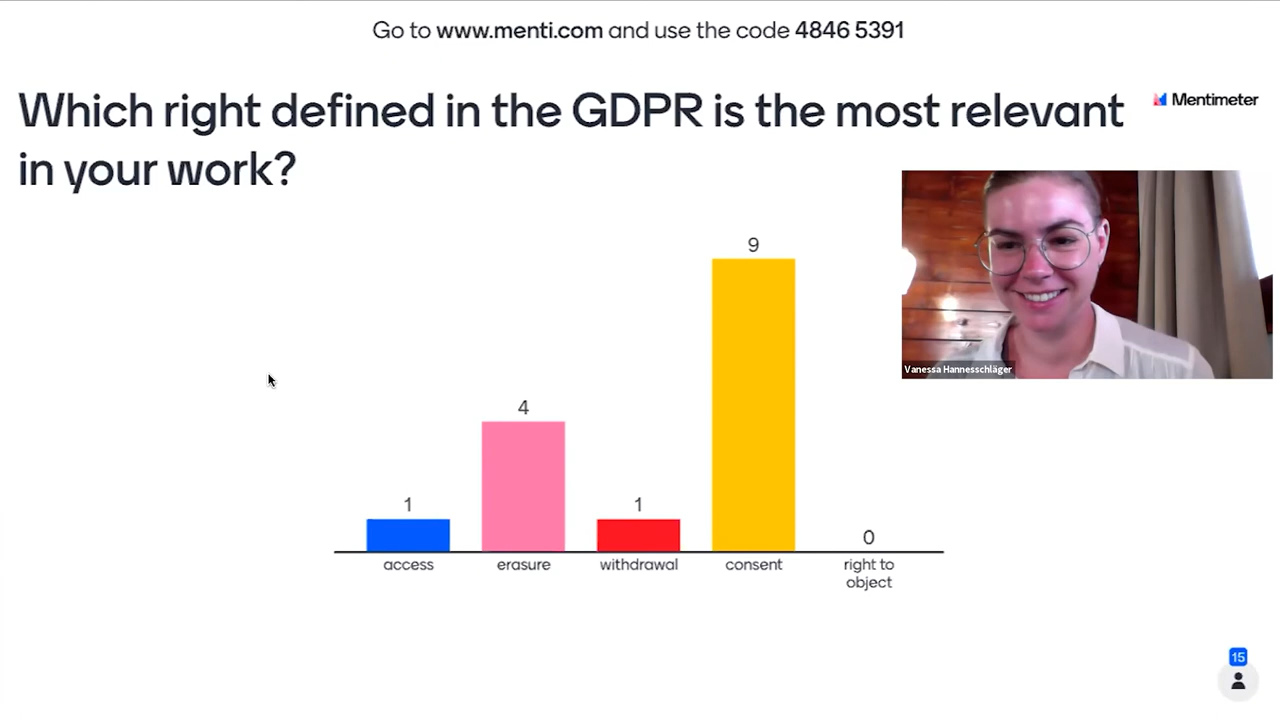 Go to www.menti.com and use the code 4846 5391
Which right defined in the GDPR is the most relevant
in your work?
Mentimeter
Vanessa Hannesschläger
9
4
1
1
0
access
erasure
withdrawal
consent
right to
object
15